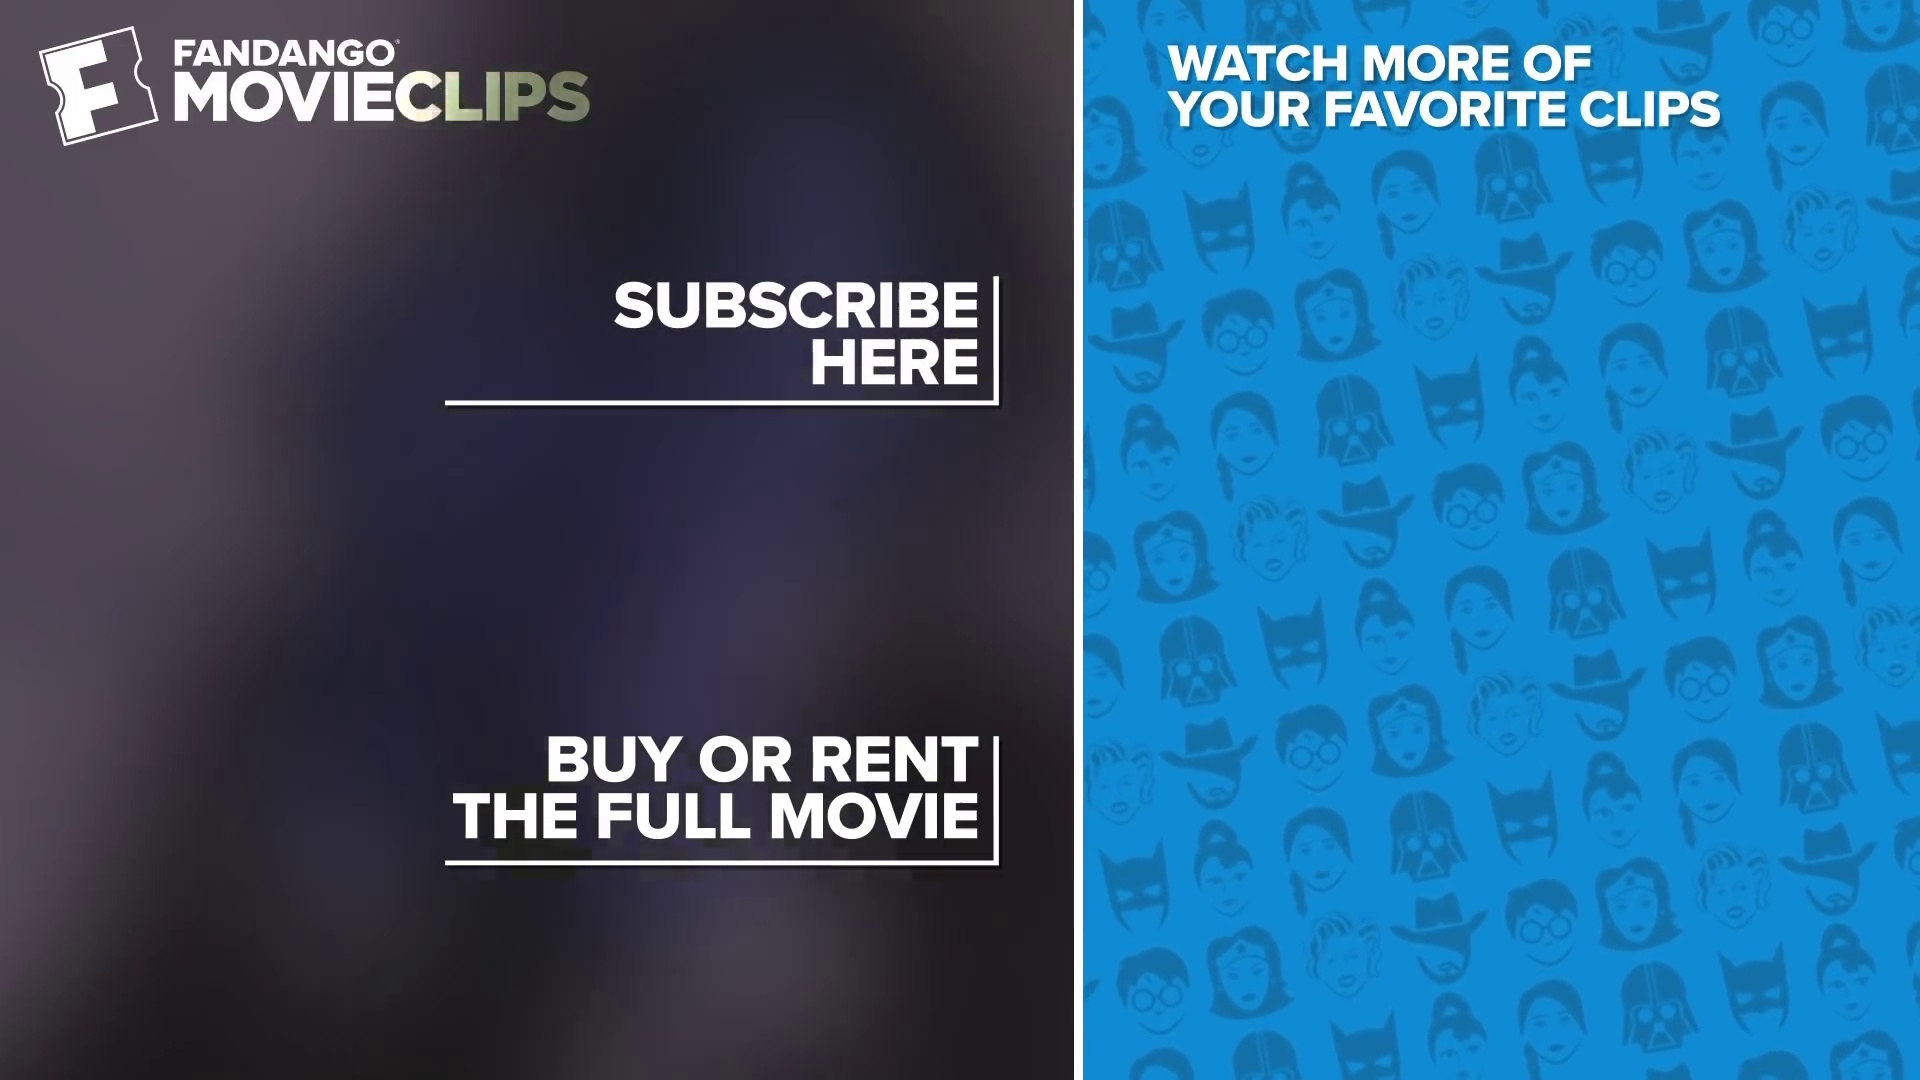 FANDANGO
MOVIECLIPS
SUBSCRIBE
HERE
BUY OR RENT
THE FULL MOVIE
WATCH MORE OF
YOUR FAVORITE CLIPS